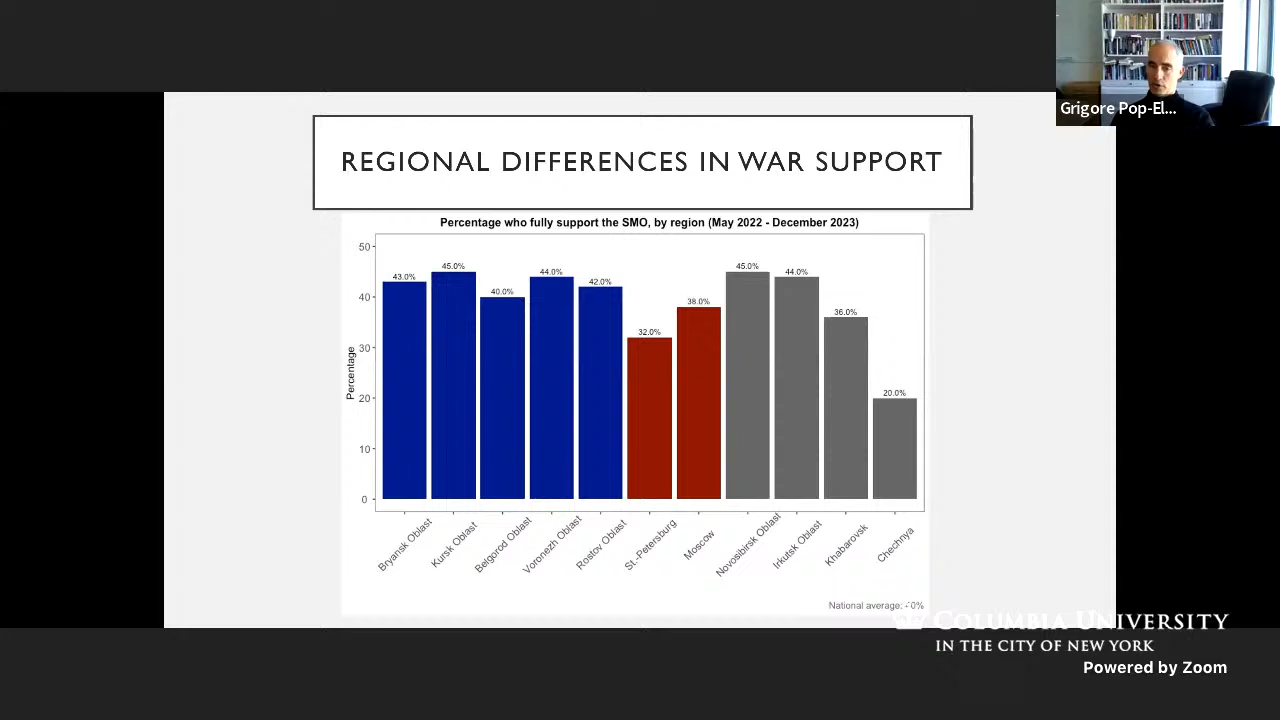 Grigore Pop-El...
REGIONAL DIFFERENCES IN WAR SUPPORT
Percentage who fully support the SMO, by region (May 2022 - December 2023)
Percentage
50
40
30
20
10
0
43.0%
45.0%
40.0%
44.0%
42.0%
32.0%
38.0%
45.0%
44.0%
36.0%
20.0%
Bryansk Oblast
Kursk Oblast
Belgorod Oblast
Voronezh Oblast
Rostov Oblast
St.-Petersburg
Moscow
Novosibirsk Oblast
Irkutsk Oblast
Khabarovsk
Chechnya
National average:
COLUMBIA UNIVERSITY
IN THE CITY OF NEW YORK
Powered by Zoom